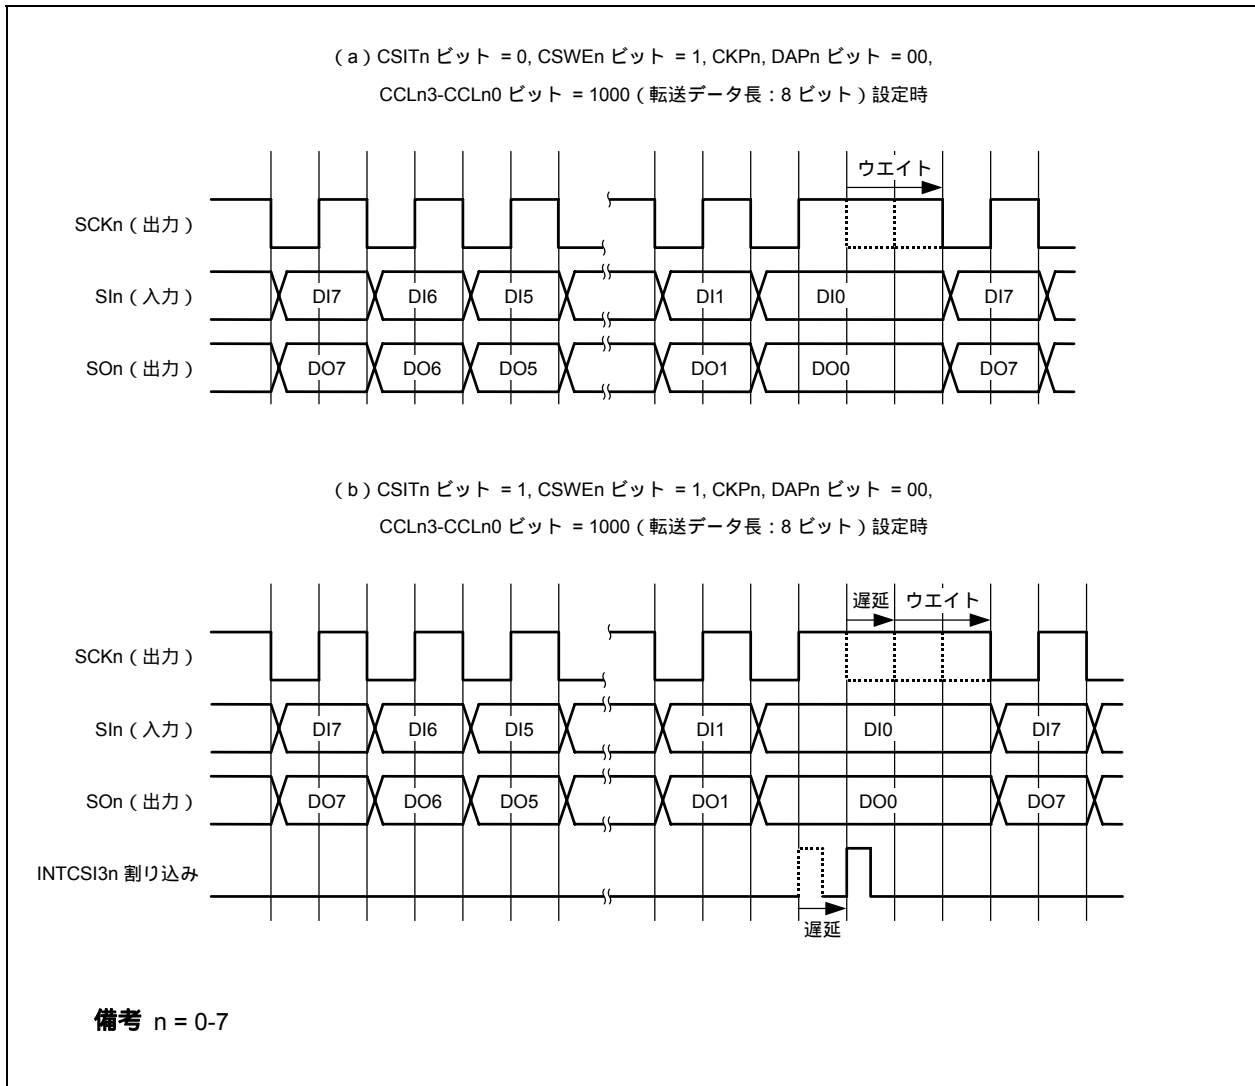 (a)CSITn ビット = 0, CSWEn ビット = 1, CKPn, DAPn ビット = 00,
CCLn3-CCLn0 ビット = 1000(転送データ長:8 ビット)設定時
ウエイト
SCKn(出力)
SIn(入力) DI7 DI6 DI5 DI1 DI0 DI7
SOn(出力) DO7 DO6 DO5 DO1 DO0 DO7
(b)CSITn ビット = 1, CSWEn ビット = 1, CKPn, DAPn ビット = 00,
CCLn3-CCLn0 ビット = 1000(転送データ長:8 ビット)設定時
遅延 ウエイト
SCKn(出力)
SIn(入力) DI7 DI6 DI5 DI1 DI0 DI7
SOn(出力) DO7 DO6 DO5 DO1 DO0 DO7
INTCSI3n 割り込み
遅延
備考 n = 0-7